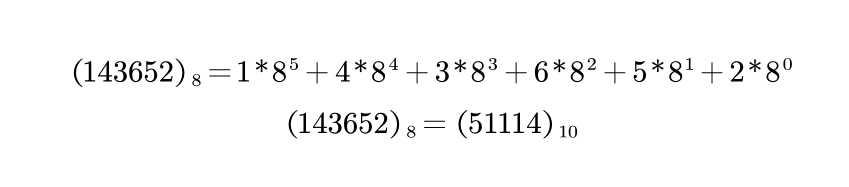 (143652)₈ = 1*8⁵ + 4*8⁴ + 3*8³ + 6*8² + 5*8¹ + 2*8⁰
(143652)₈ = (51114)₁₀